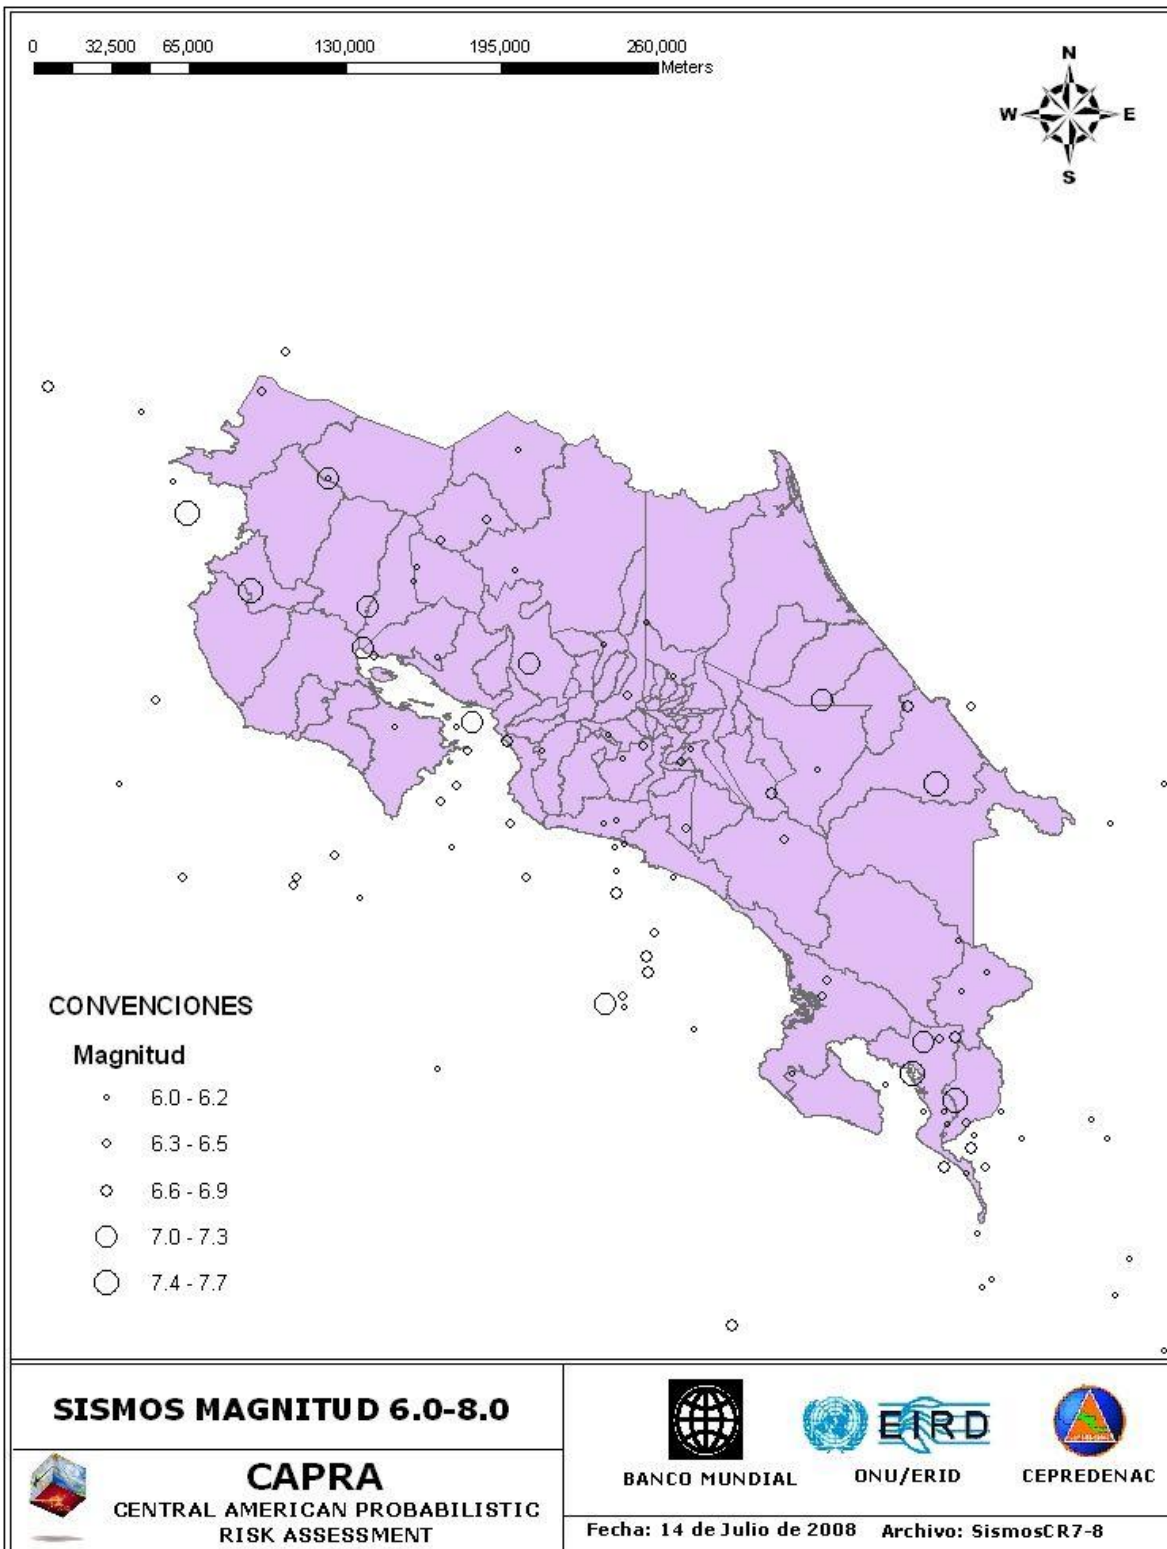 0 32,500 65,000 130,000 195,000 260,000
Meters
N
W E
S
CONVENCIONES
Magnitud
6.0 - 6.2
6.3 - 6.5
6.6 - 6.9
7.0 - 7.3
7.4 - 7.7
SISMOS MAGNITUD 6.0-8.0
CAPRA
CENTRAL AMERICAN PROBABILISTIC
RISK ASSESSMENT
EIRD
BANCO MUNDIAL ONU/ERID CEPREDENAC
Fecha: 14 de Julio de 2008 Archivo: SismosCR7-8